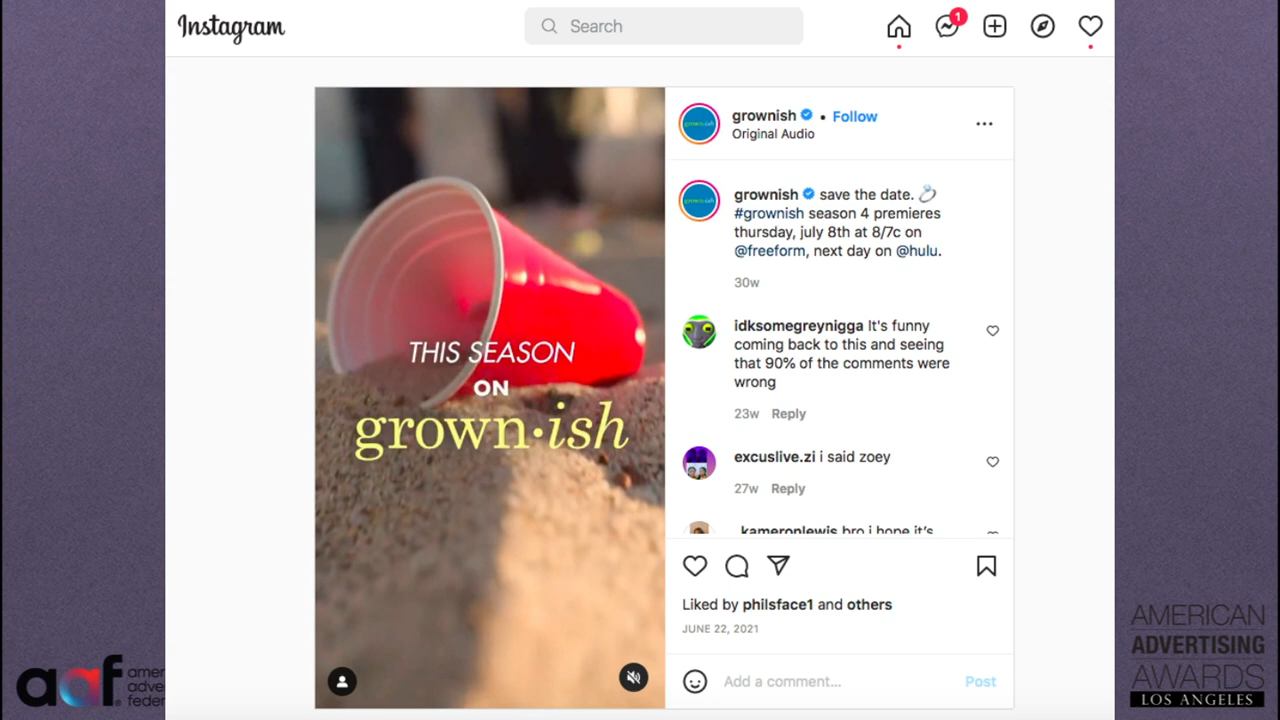 Instagram
Search
1
grownish • Follow
Original Audio
...
grownish save the date.
#grownish season 4 premieres
thursday, july 8th at 8/7c on
@freeform, next day on @hulu.
30w
idksomegreynigga It's funny
coming back to this and seeing
that 90% of the comments were
wrong
23w Reply
excuslive.zi i said zoey
27w Reply
_kameronlewis bro i hope it's
THIS SEASON
ON
grown·ish
Liked by philsface1 and others
JUNE 22, 2021
Add a comment... Post
aaf
amer
adve
feder
AMERICAN
ADVERTISING
AWARDS
LOS ANGELES